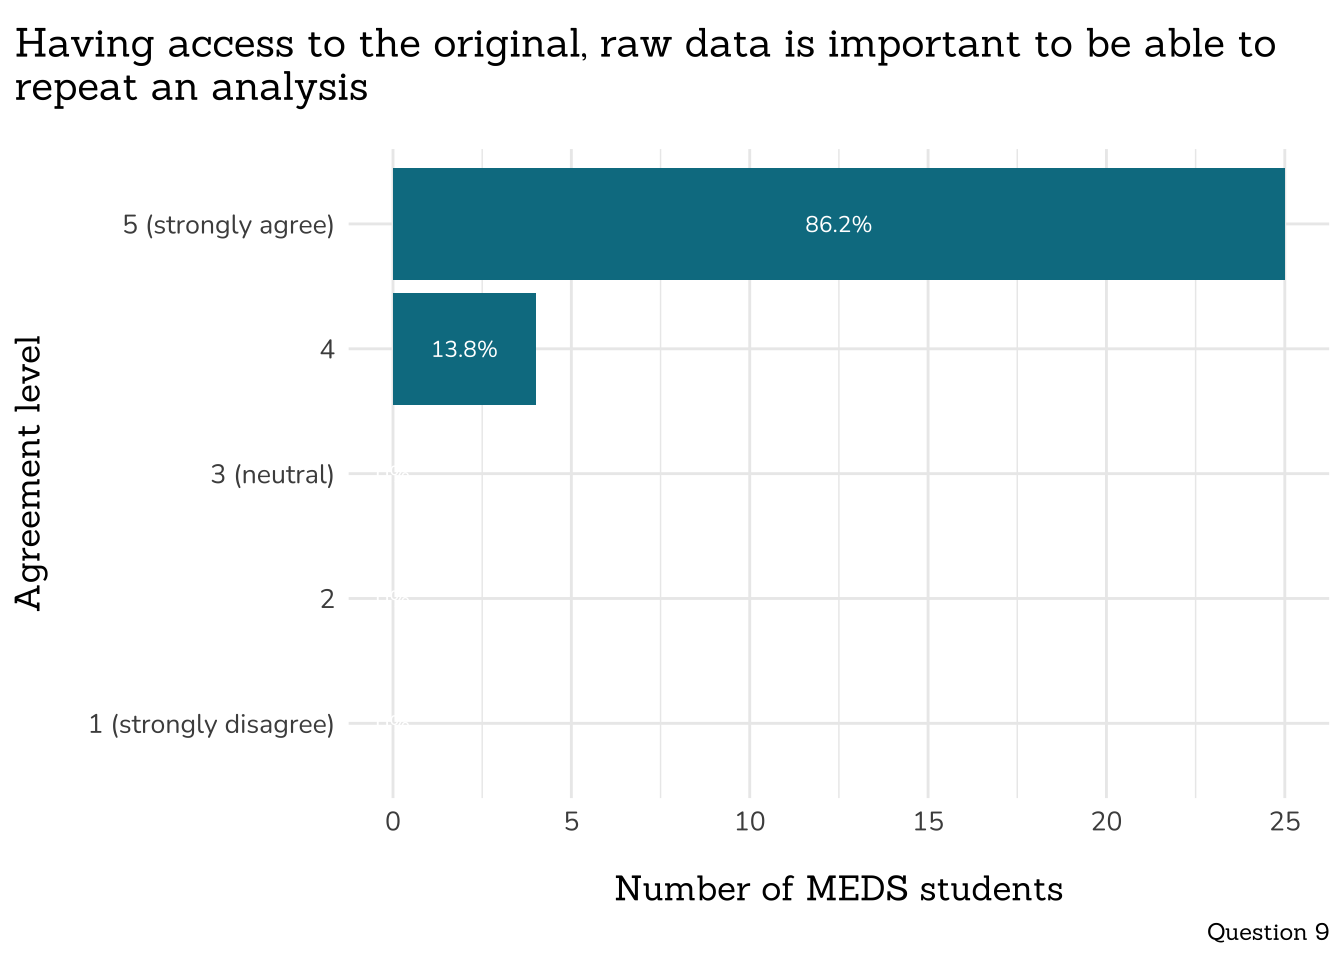 Having access to the original, raw data is important to be able to
repeat an analysis
5 (strongly agree)
86.2%
4
13.8%
3 (neutral)
2
1 (strongly disagree)
Agreement level
0 5 10 15 20 25
Number of MEDS students
Question 9